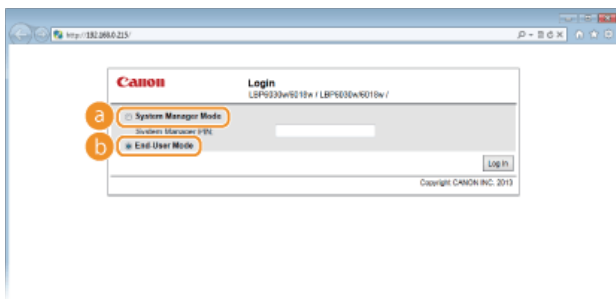 http://192.168.0.215/
Canon
Login
LBP6030w/6018w / LBP6030w/6018w /
a
System Manager Mode
System Manager PIN:
b
End-User Mode
Log In
Copyright CANON INC. 2013